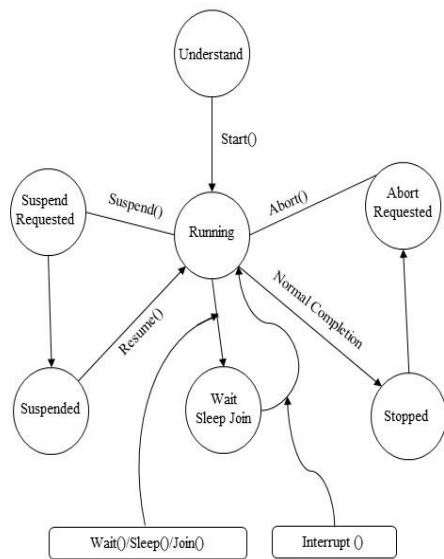 Understand
Start()
Suspend
Requested
Suspend()
Running
Abort()
Abort
Requested
Resume()
Normal Completion
Suspended
Wait
Sleep Join
Stopped
Wait()/Sleep()/Join()
Interrupt ()